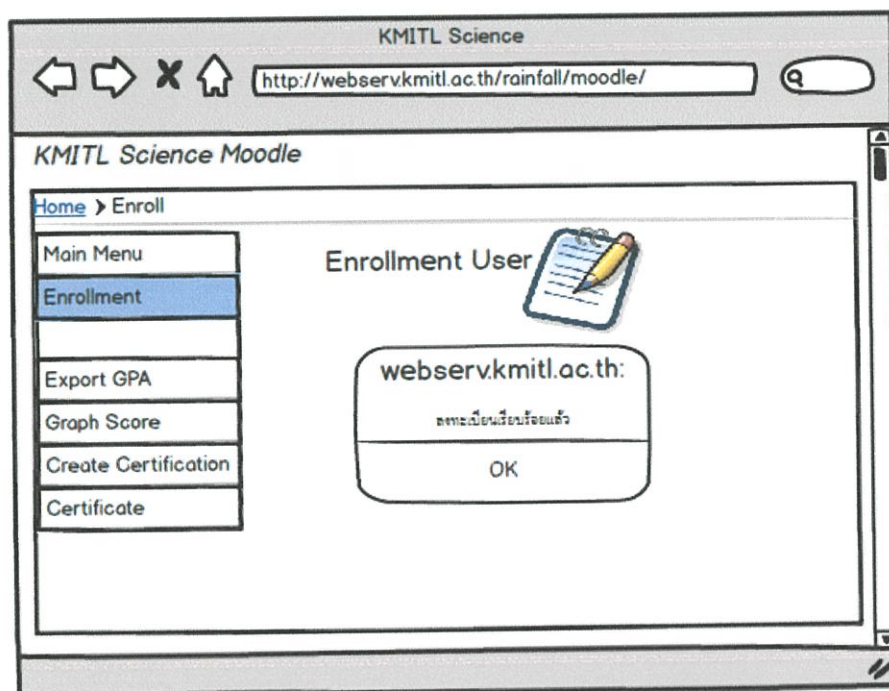 KMITL Science
http://webserv.kmitl.ac.th/rainfall/moodle/
KMITL Science Moodle
Home > Enroll
Main Menu
Enrollment
Export GPA
Graph Score
Create Certification
Certificate
Enrollment User
webserv.kmitl.ac.th:
ลงทะเบียนเรียบร้อยแล้ว
OK